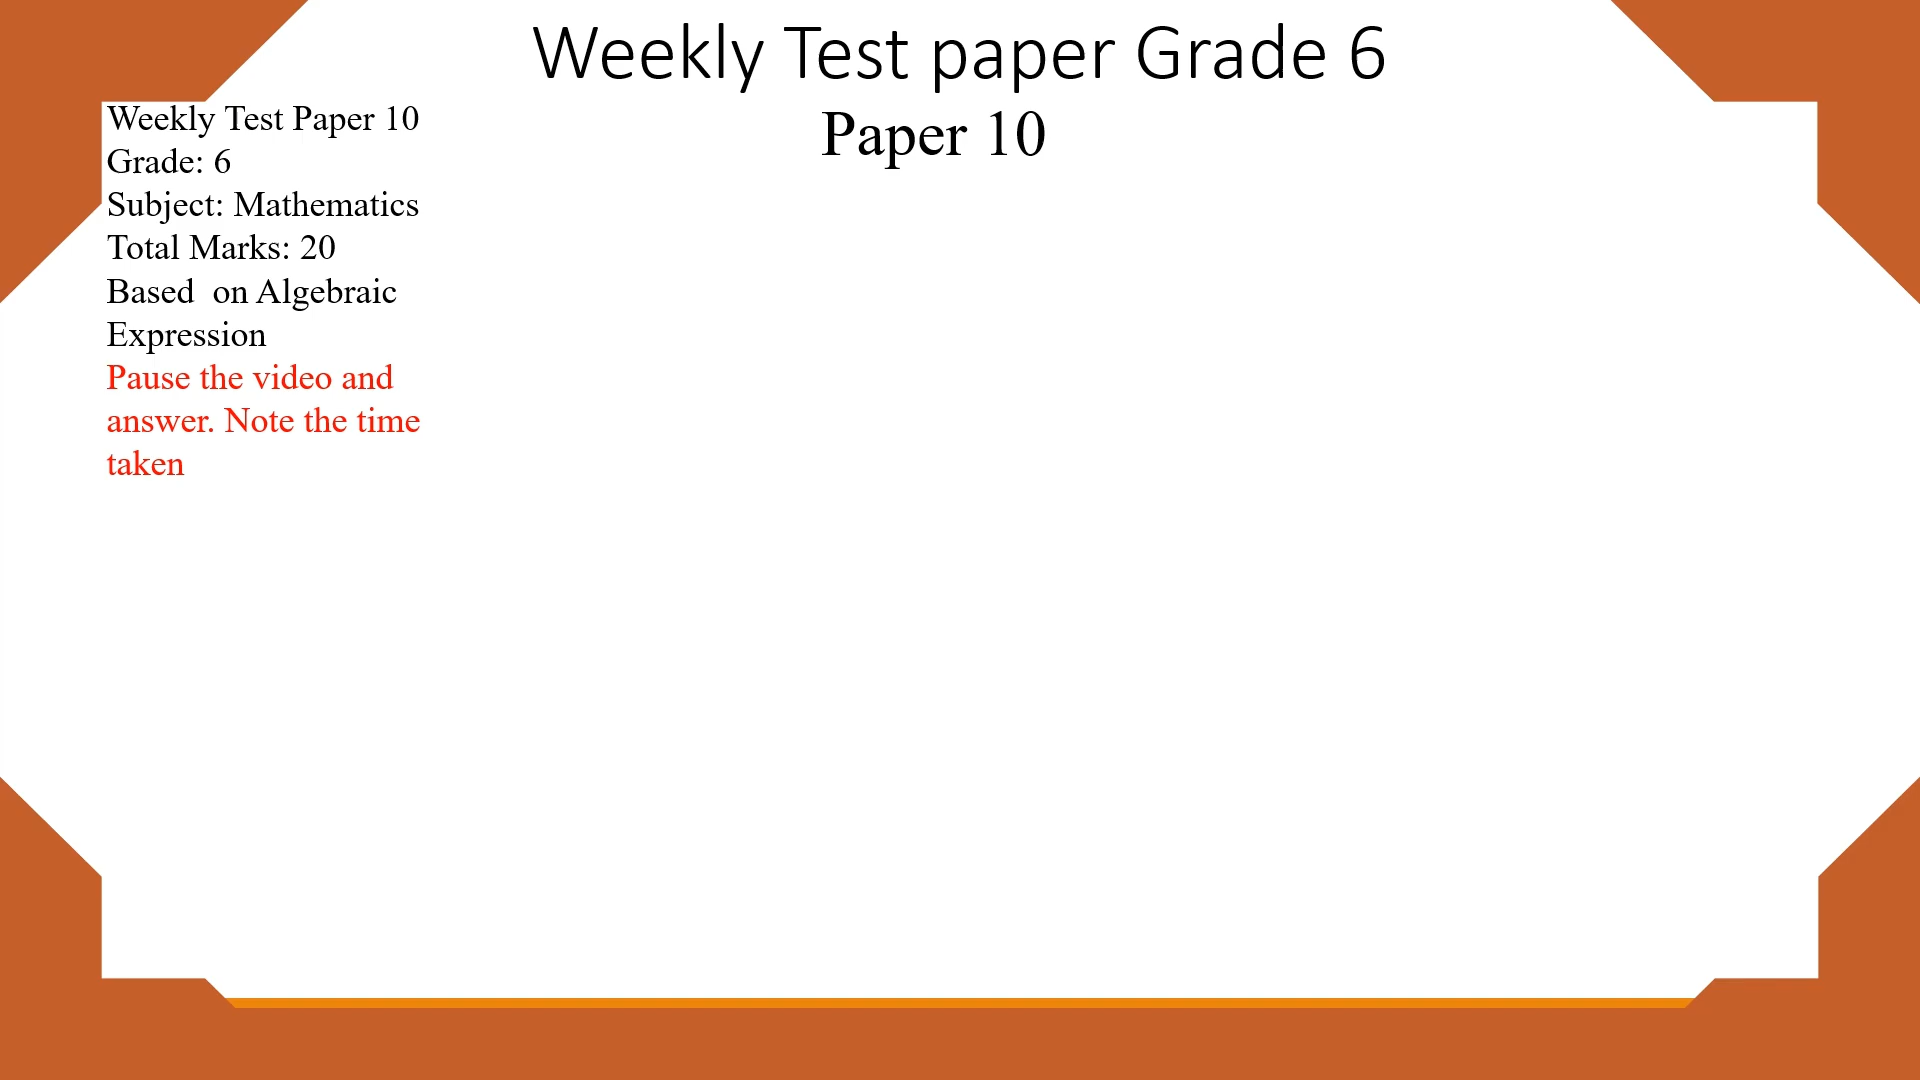 Weekly Test paper Grade 6
Paper 10
Weekly Test Paper 10
Grade: 6
Subject: Mathematics
Total Marks: 20
Based  on Algebraic
Expression
Pause the video and
answer. Note the time
taken